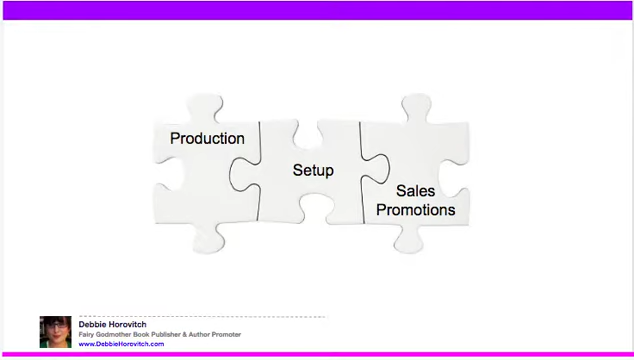 Production
Setup
Sales
Promotions
Debbie Horovitch
Fairy Godmother Book Publisher & Author Promoter
www.DebbieHorovitch.com